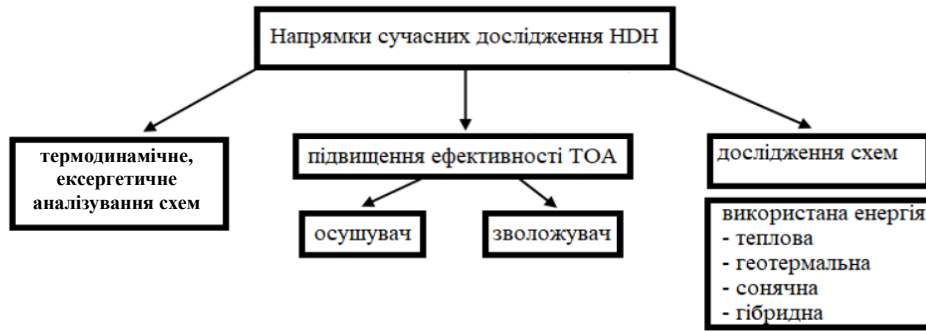 Напрямки сучасних дослідження HDH
термодинамічне,
ексергетичне
аналізування схем
підвищення ефективності ТОА
осушувач
зволожувач
дослідження схем
використана енергія
- теплова
- геотермальна
- сонячна
- гібридна